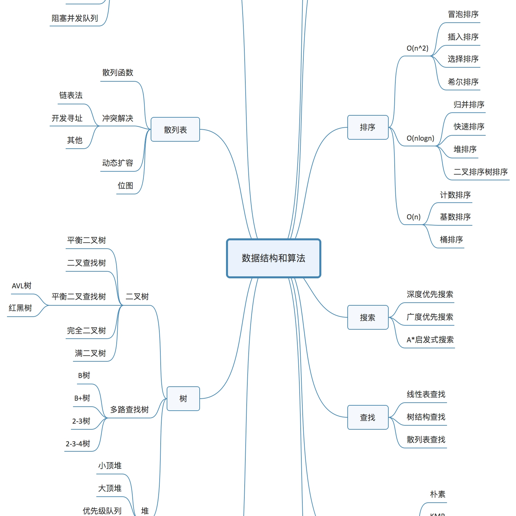 阻塞并发队列
散列函数
链表法
开发寻址
其他
冲突解决
动态扩容
位图
散列表
平衡二叉树
二叉查找树
AVL树
红黑树
平衡二叉查找树
完全二叉树
满二叉树
二叉树
B树
B+树
2-3树
2-3-4树
多路查找树
小顶堆
大顶堆
优先级队列
堆
树
数据结构和算法
排序
O(n^2)
冒泡排序
插入排序
选择排序
希尔排序
O(nlogn)
归并排序
快速排序
堆排序
二叉排序树排序
O(n)
计数排序
基数排序
桶排序
搜索
深度优先搜索
广度优先搜索
A*启发式搜索
查找
线性表查找
树结构查找
散列表查找
朴素